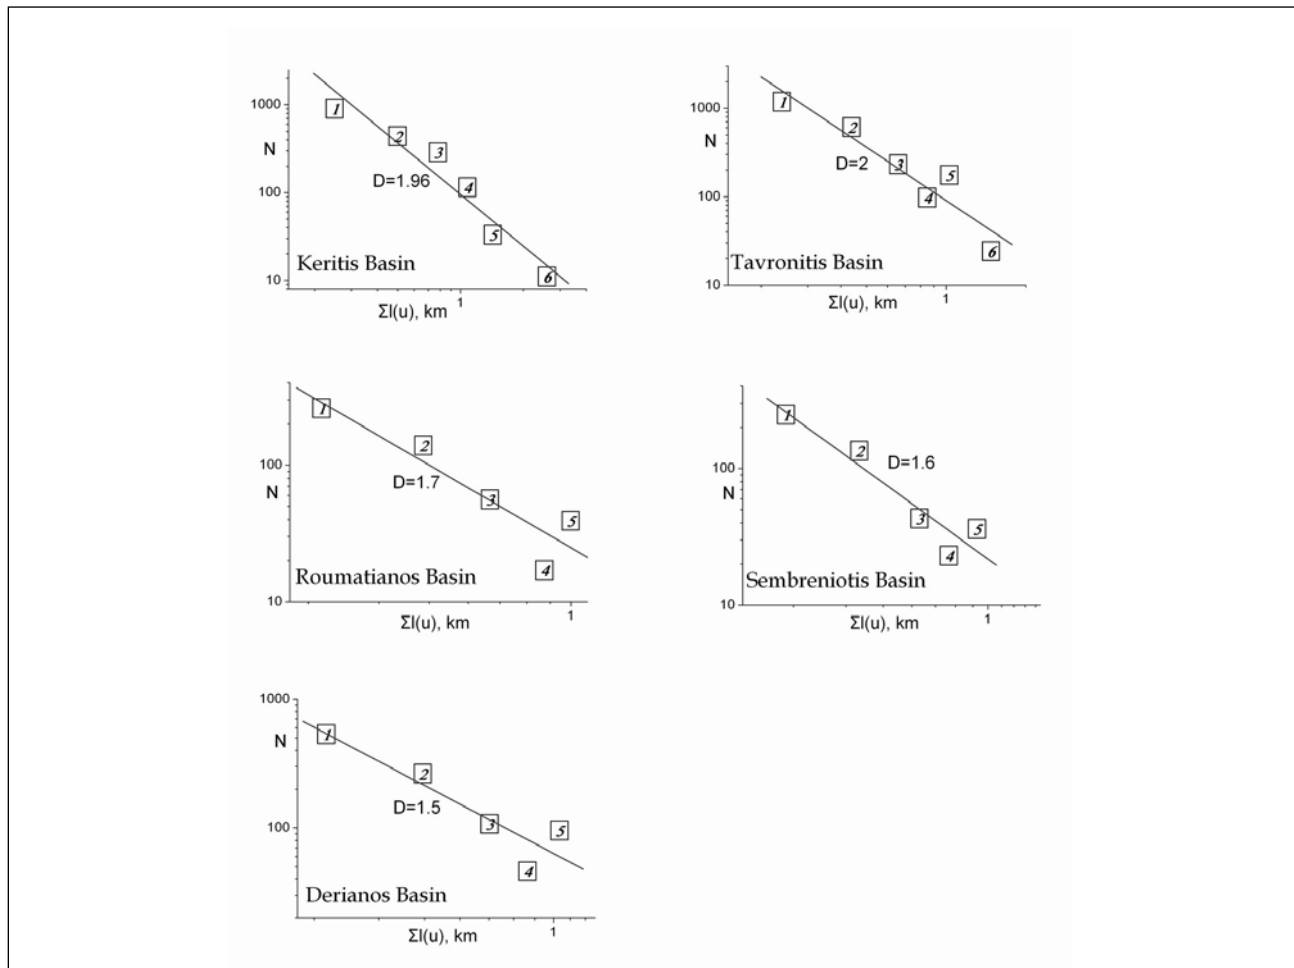 1000
N
100
10
1
2
3
4
5
6
D=1.96
Keritis Basin
1
Σl(u), km
1000
N
100
10
1
2
3
4
5
6
D=2
Tavronitis Basin
1
Σl(u), km
100
N
10
1
2
3
4
5
D=1.7
Roumatianos Basin
1
Σl(u), km
100
N
10
1
2
3
4
5
D=1.6
Sembreniotis Basin
1
Σl(u), km
1000
N
100
1
2
3
4
5
D=1.5
Derianos Basin
1
Σl(u), km